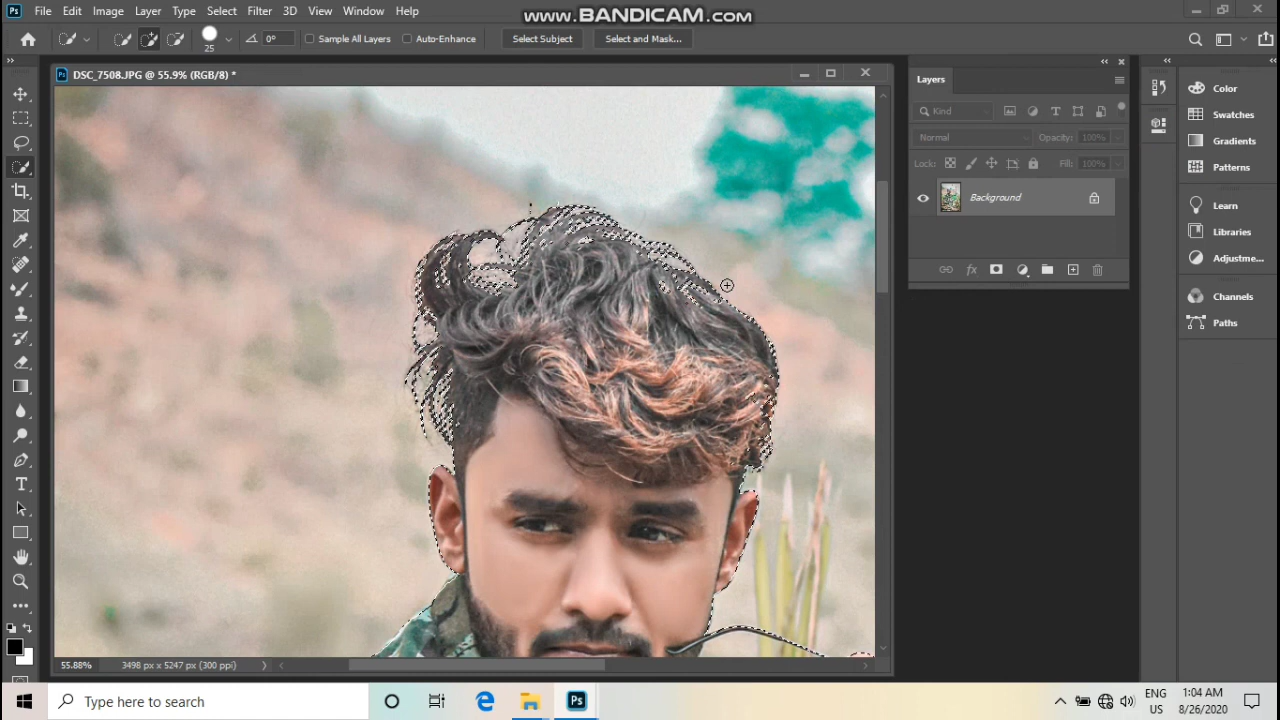 Ps File Edit Image Layer Type Select Filter 3D View Window Help
www.BANDICAM.com
25 0° Sample All Layers Auto-Enhance Select Subject Select and Mask...
Ps DSC_7508.JPG @ 55.9% (RGB/8) *
Layers
Kind
Normal Opacity: 100%
Lock: Fill: 100%
Background
Color
Swatches
Gradients
Patterns
Learn
Libraries
Adjustme...
Channels
Paths
55.88% 3498 px x 5247 px (300 ppi)
Type here to search
Ps
ENG
US
1:04 AM
8/26/2020